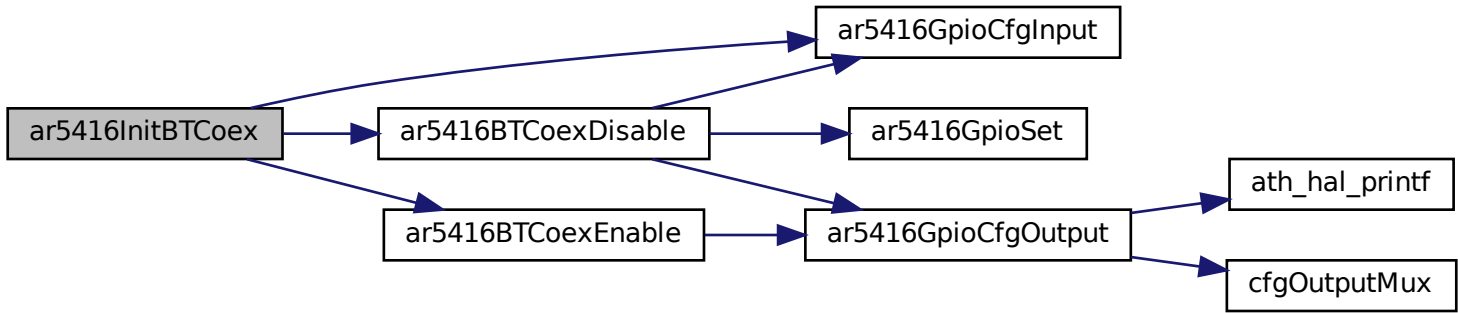 ar5416GpioCfgInput
ar5416InitBTCoex
ar5416BTCoexDisable
ar5416GpioSet
ath_hal_printf
ar5416BTCoexEnable
ar5416GpioCfgOutput
cfgOutputMux